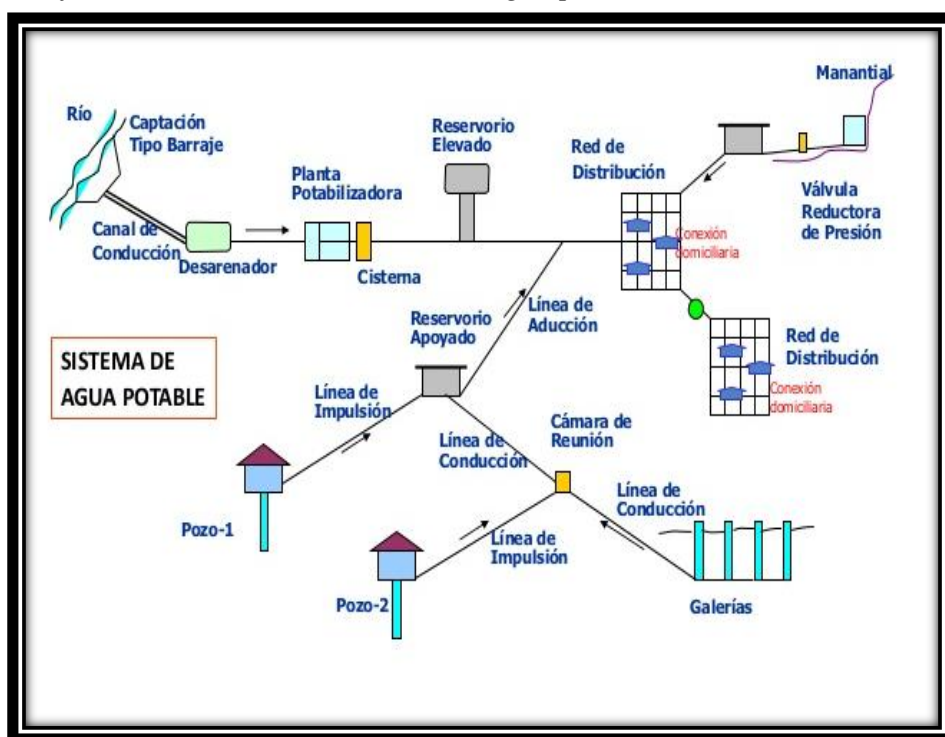 Río
Captación
Tipo Barraje
Canal de
Conducción
Desarenador
Planta
Potabilizadora
Cisterna
Reservorio
Elevado
Red de
Distribución
Conexión
domiciliaria
Manantial
Válvula
Reductora
de Presión
Línea de
Aducción
Reservorio
Apoyado
Red de
Distribución
Conexión
domiciliaria
SISTEMA DE
AGUA POTABLE
Línea de
Impulsión
Línea de
Conducción
Cámara de
Reunión
Línea de
Conducción
Pozo-1
Línea de
Impulsión
Pozo-2
Galerías